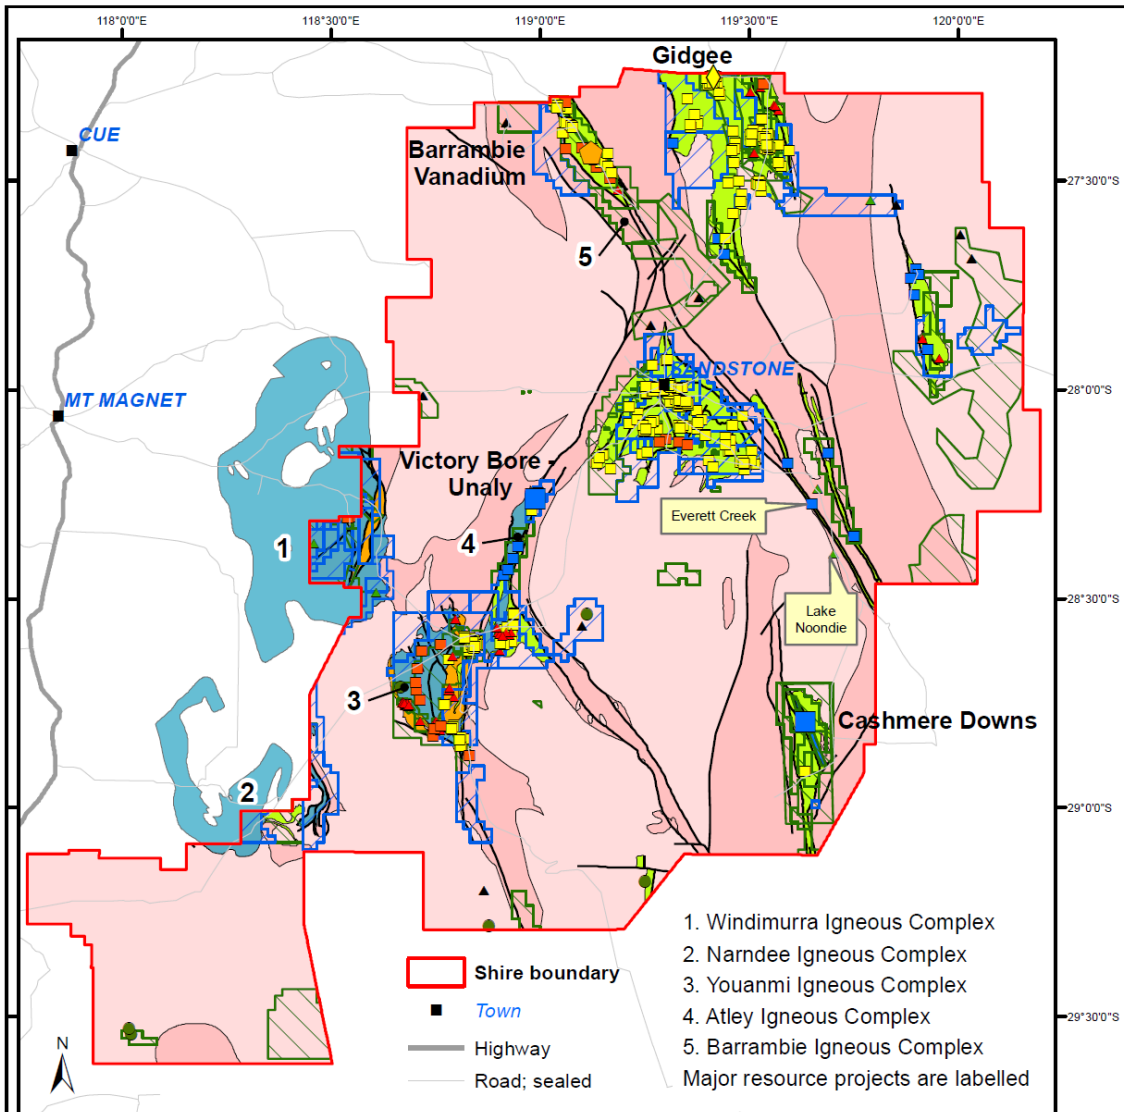 118°0'0"E
118°30'0"E
119°0'0"E
119°30'0"E
120°0'0"E
Gidgee
CUE
Barrambie
Vanadium
27°30'0"S
5
28°0'0"S
SANDSTONE
MT MAGNET
Victory Bore -
Unaly
Everett Creek
1
4
28°30'0"S
Lake
Noondie
3
Cashmere Downs
2
29°0'0"S
1. Windimurra Igneous Complex
2. Narndee Igneous Complex
3. Youanmi Igneous Complex
4. Atley Igneous Complex
5. Barrambie Igneous Complex
Major resource projects are labelled
Shire boundary
Town
Highway
Road; sealed
29°30'0"S
N